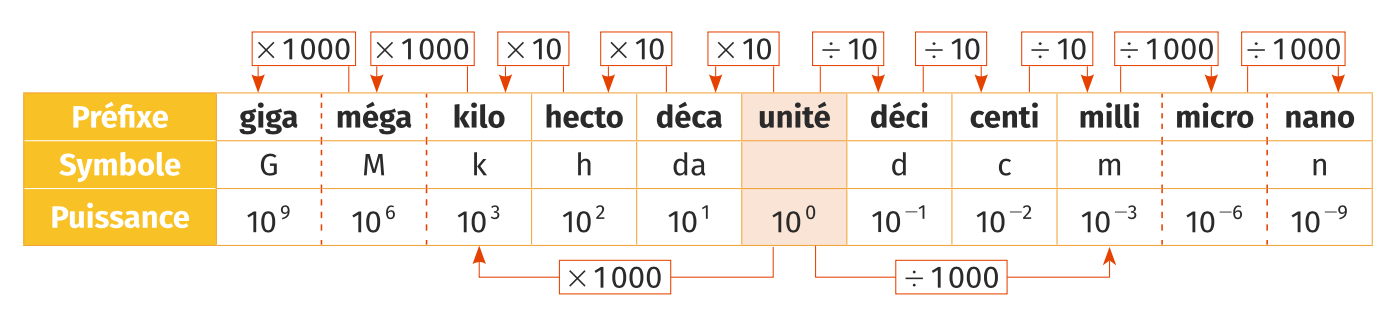 ×1000 ×1000 ×10 ×10 ×10 ÷10 ÷10 ÷10 ÷1000 ÷1000
Préfixe giga méga kilo hecto déca unité déci centi milli micro nano
Symbole G M k h da d c m n
Puissance 10⁹ 10⁶ 10³ 10² 10¹ 10⁰ 10⁻¹ 10⁻² 10⁻³ 10⁻⁶ 10⁻⁹
×1000 ÷1000